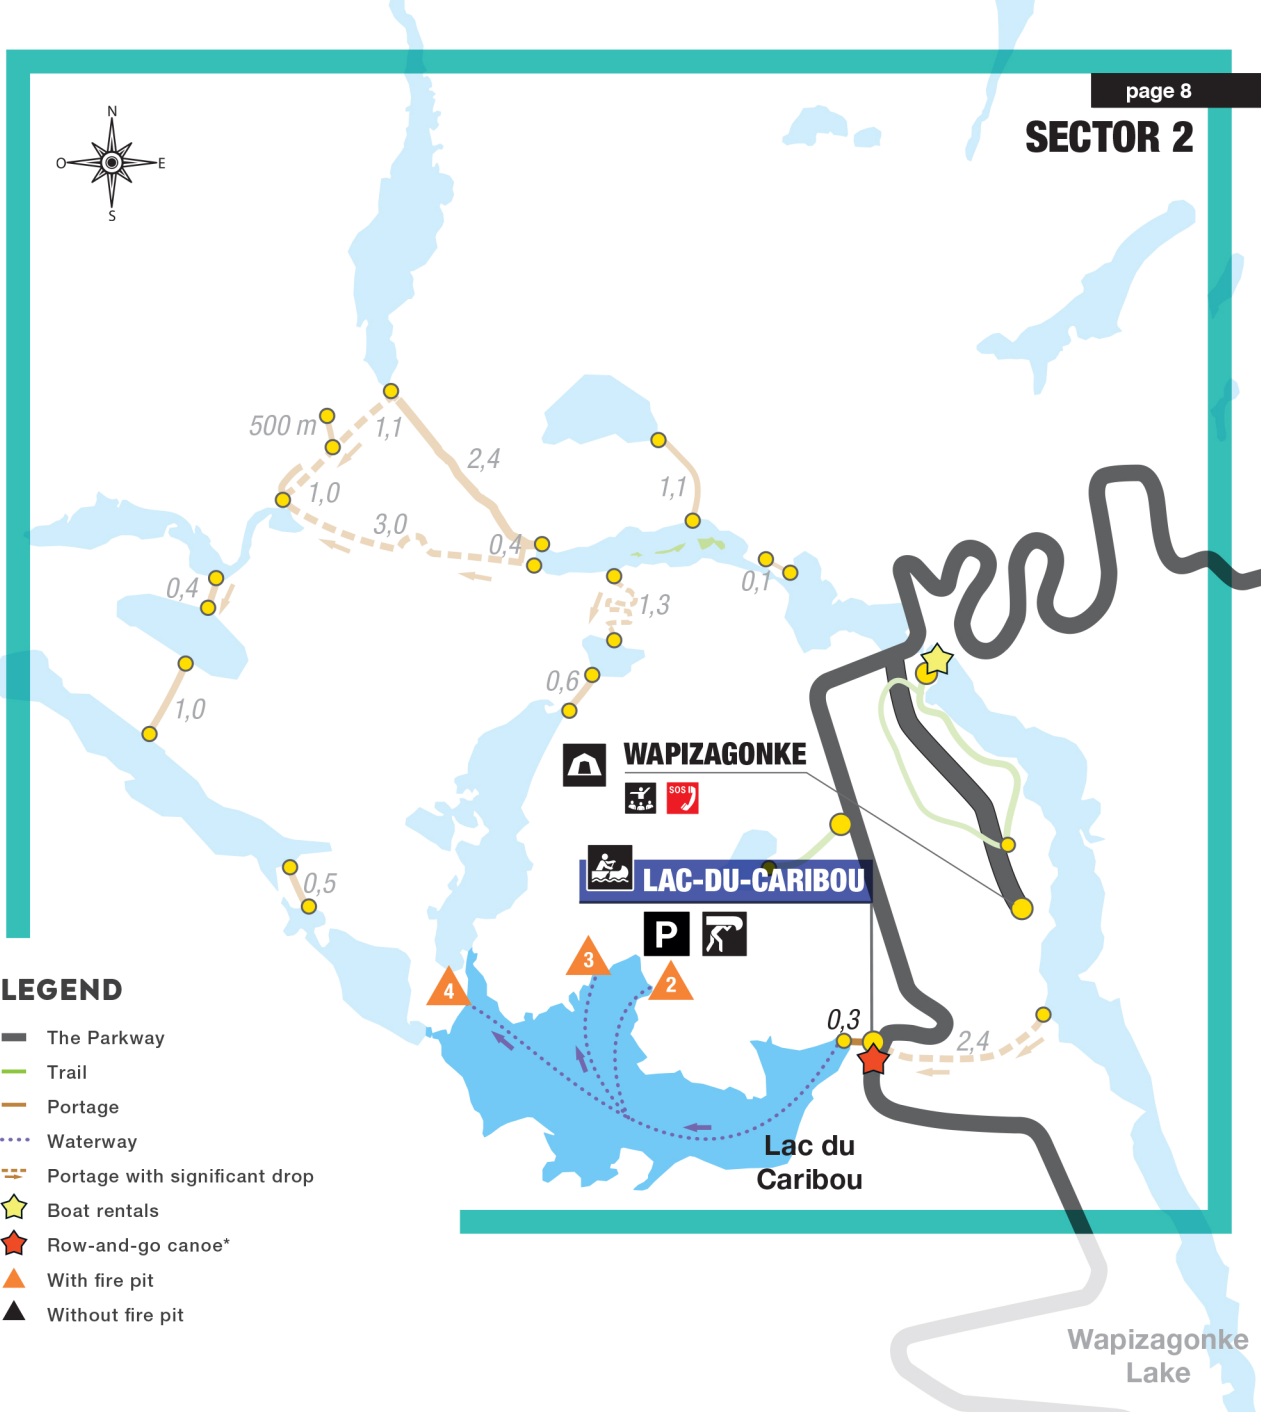 page 8
SECTOR 2
N
O
E
S
500 m
1,1
2,4
1,0
1,1
3,0
0,4
0,1
0,4
1,3
0,6
1,0
WAPIZAGONKE
SOS
0,5
LAC-DU-CARIBOU
P
3
4
2
0,3
2,4
Lac du
Caribou
LEGEND
The Parkway
Trail
Portage
Waterway
Portage with significant drop
Boat rentals
Row-and-go canoe*
With fire pit
Without fire pit
Wapizagonke
Lake